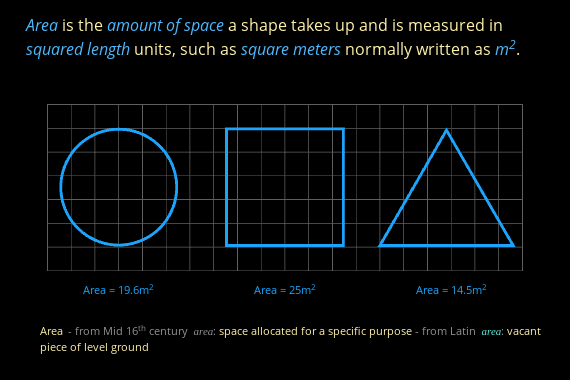 Area is the amount of space a shape takes up and is measured in
squared length units, such as square meters normally written as m².
Area = 19.6m²
Area = 25m²
Area = 14.5m²
Area - from Mid 16th century area: space allocated for a specific purpose - from Latin area: vacant
piece of level ground